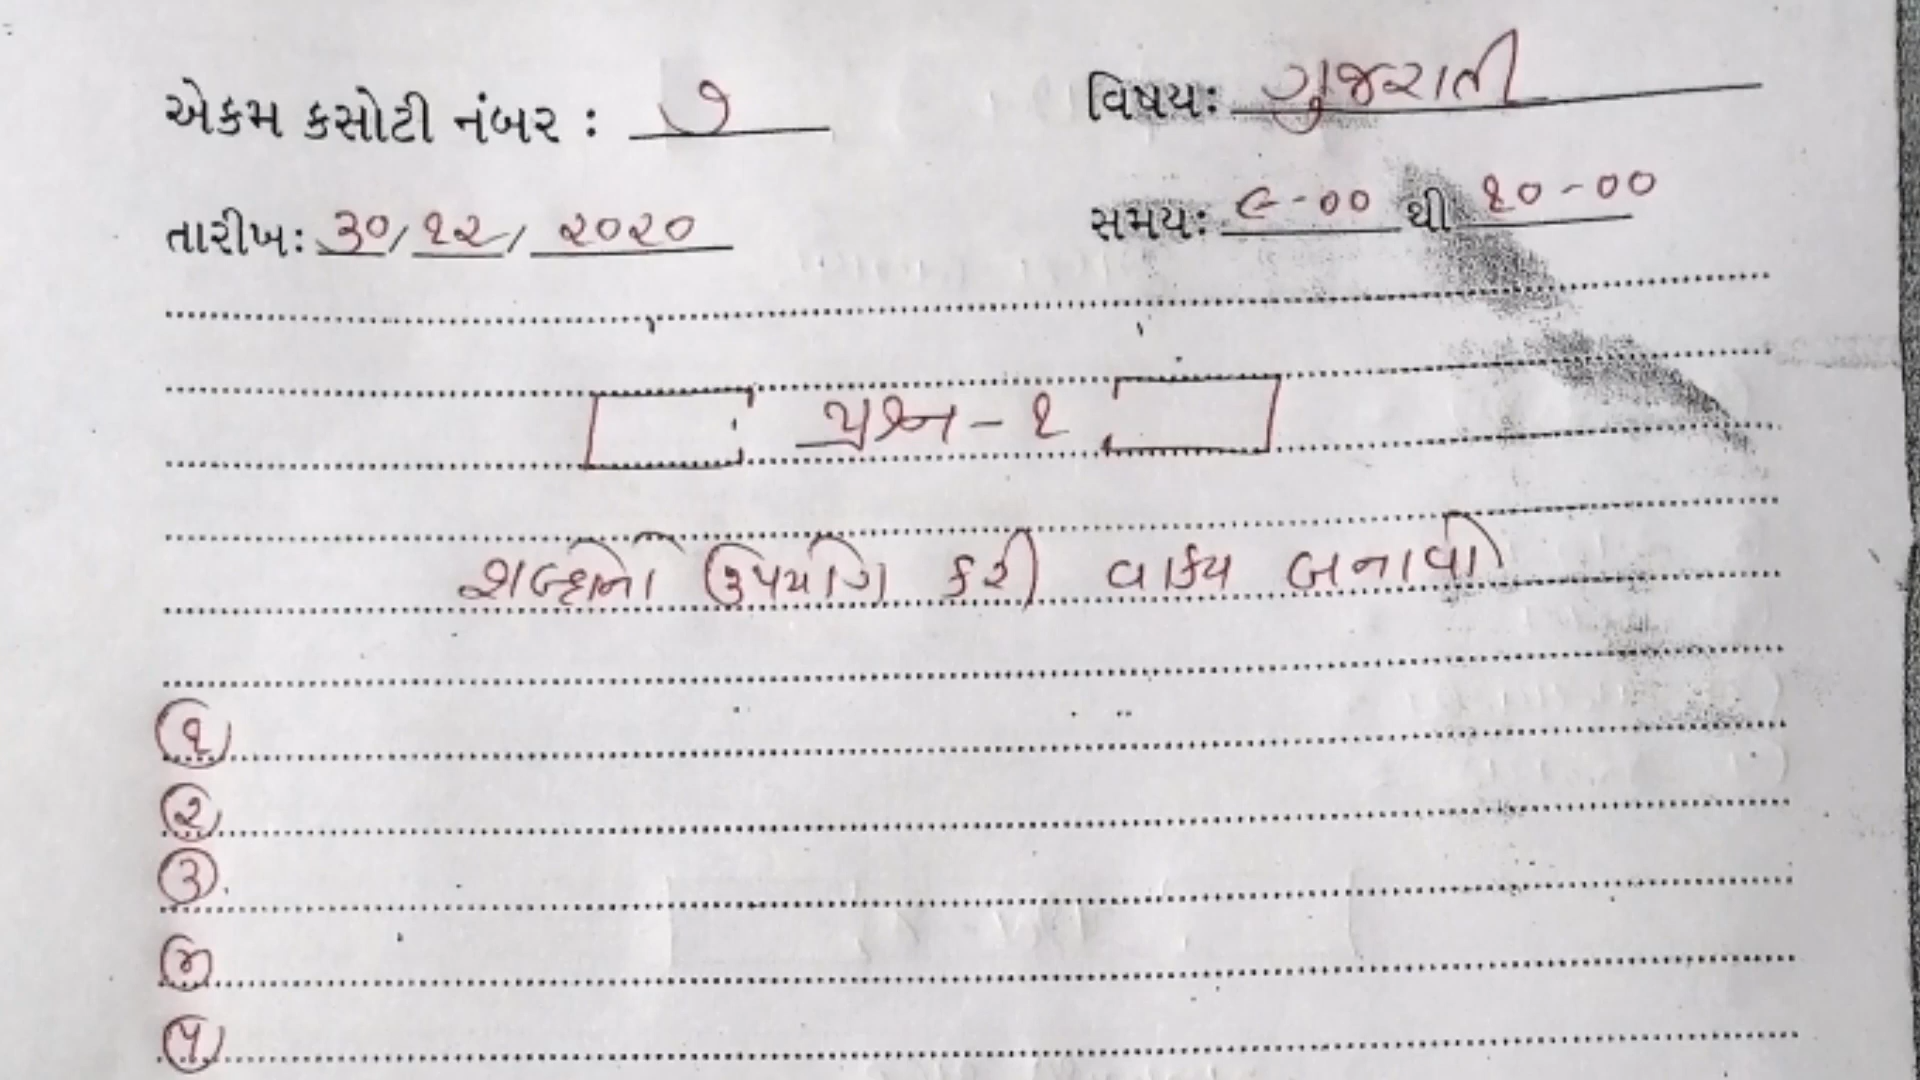 એકમ કસોટી નંબર : ૭ વિષય: ગુજરાતી
તારીખ: ૩૦/૧૨/૨૦૨૦ સમય: ૯-૦૦ થી ૧૦-૦૦
પ્રશ્ન - ૧
શબ્દોનો ઉપયોગ કરી વાક્ય બનાવો
૧
૨
૩
૪
૫